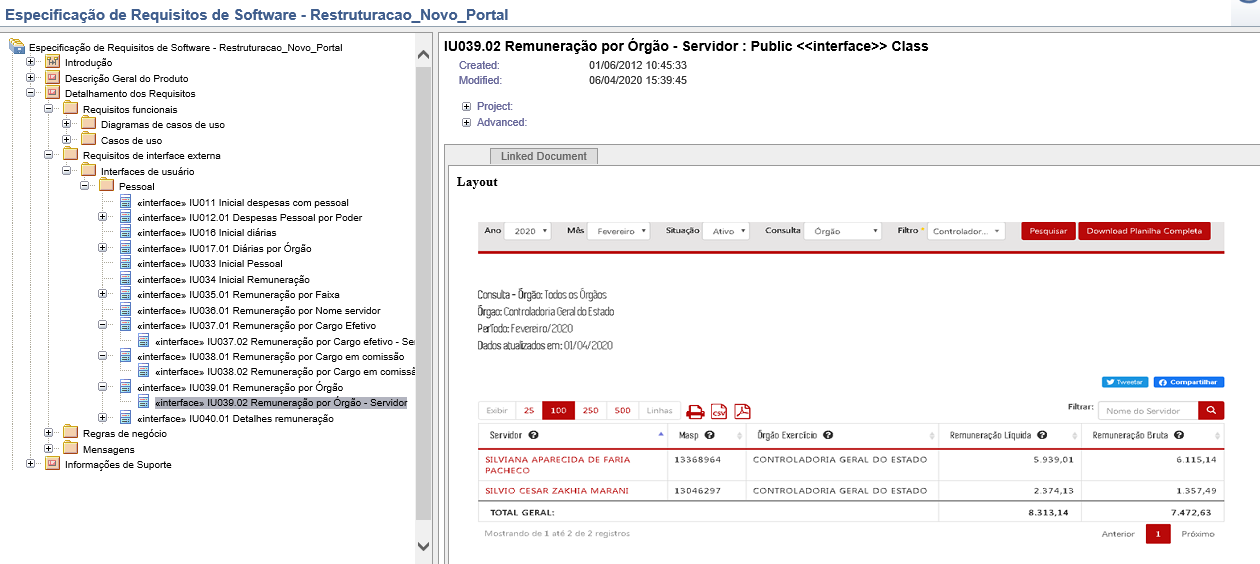 Especificação de Requisitos de Software - Restruturacao_Novo_Portal
Especificação de Requisitos de Software - Restruturacao_Novo_Portal
Introdução
Descrição Geral do Produto
Detalhamento dos Requisitos
Requisitos funcionais
Diagramas de casos de uso
Casos de uso
Requisitos de interface externa
Interfaces de usuário
Pessoal
«interface» IU011 Inicial despesas com pessoal
«interface» IU012.01 Despesas Pessoal por Poder
«interface» IU016 Inicial diárias
«interface» IU017.01 Diárias por Órgão
«interface» IU033 Inicial Pessoal
«interface» IU034 Inicial Remuneração
«interface» IU035.01 Remuneração por Faixa
«interface» IU036.01 Remuneração por Nome servidor
«interface» IU037.01 Remuneração por Cargo Efetivo
«interface» IU037.02 Remuneração por Cargo efetivo - Se
«interface» IU038.01 Remuneração por Cargo em comissão
«interface» IU038.02 Remuneração por Cargo em comissã
«interface» IU039.01 Remuneração por Órgão
«interface» IU039.02 Remuneração por Órgão - Servidor
«interface» IU040.01 Detalhes remuneração
Regras de negócio
Mensagens
Informações de Suporte
IU039.02 Remuneração por Órgão - Servidor : Public <<interface>> Class
Created: 01/06/2012 10:45:33
Modified: 06/04/2020 15:39:45
Project:
Advanced:
Linked Document
Layout
Ano 2020 Mês Fevereiro Situação Ativo Consulta Órgão Filtro * Controlador... Pesquisar Download Planilha Completa
Consulta - Órgão: Todos os Órgãos
Órgao: Controladoria Geral do Estado
Período: Fevereiro/2020
Dados atualizados em: 01/04/2020
Tweetar Compartilhar
Exibir 25 100 250 500 Linhas CSV Filtrar: Nome do Servidor
Servidor Masp Órgão Exercício Remuneração Líquida Remuneração Bruta
SILVIANA APARECIDA DE FARIA PACHECO 13368964 CONTROLADORIA GERAL DO ESTADO 5.939,01 6.115,14
SILVIO CESAR ZAKHIA MARANI 13046297 CONTROLADORIA GERAL DO ESTADO 2.374,13 1.357,49
TOTAL GERAL: 8.313,14 7.472,63
Mostrando de 1 até 2 de 2 registros Anterior 1 Próximo